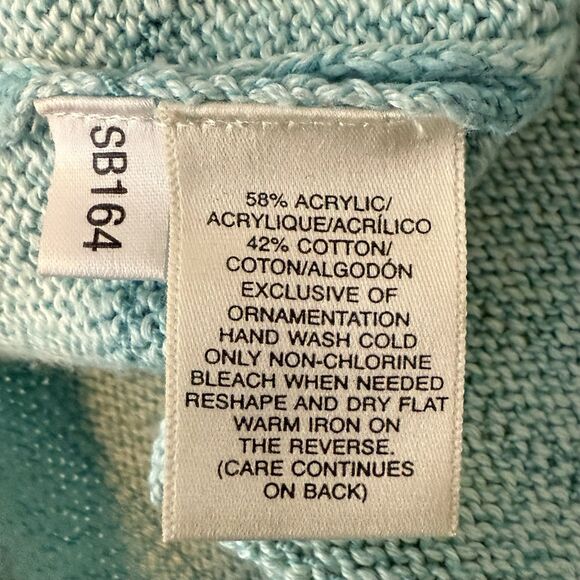 SB164
58% ACRYLIC/
ACRYLIQUE/ACRÍLICO
42% COTTON/
COTON/ALGODÓN
EXCLUSIVE OF
ORNAMENTATION
HAND WASH COLD
ONLY NON-CHLORINE
BLEACH WHEN NEEDED
RESHAPE AND DRY FLAT
WARM IRON ON
THE REVERSE.
(CARE CONTINUES
ON BACK)